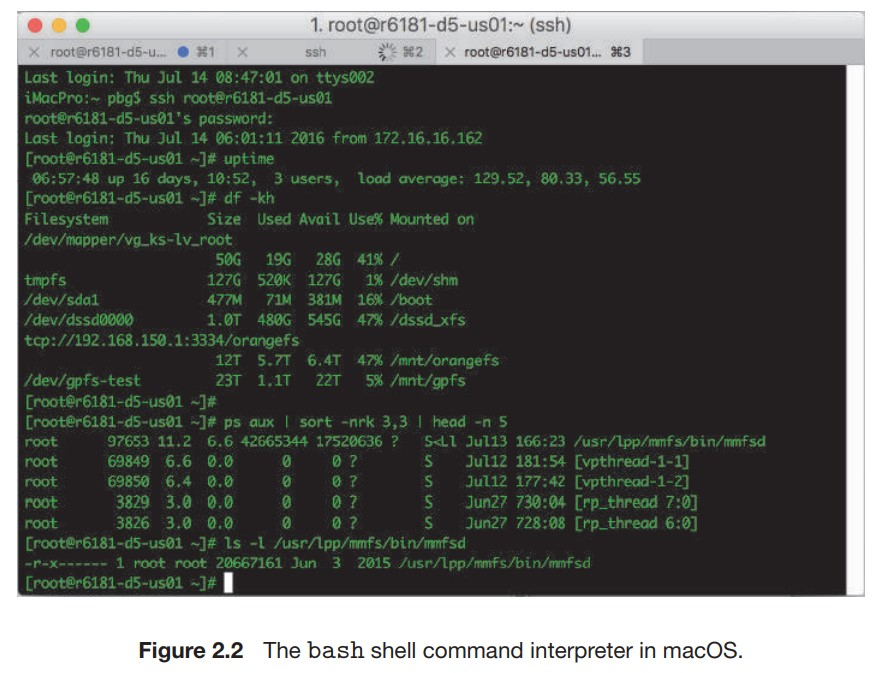 1. root@r6181-d5-us01:~ (ssh)
root@r6181-d5-u... ⌘1 ssh ⌘2 root@r6181-d5-us01... ⌘3
Last login: Thu Jul 14 08:47:01 on ttys002
iMacPro:~ pbg$ ssh root@r6181-d5-us01
root@r6181-d5-us01's password:
Last login: Thu Jul 14 06:01:11 2016 from 172.16.16.162
[root@r6181-d5-us01 ~]# uptime
 06:57:48 up 16 days, 10:52,  3 users,  load average: 129.52, 80.33, 56.55
[root@r6181-d5-us01 ~]# df -kh
Filesystem            Size  Used Avail Use% Mounted on
/dev/mapper/vg_ks-lv_root
                       50G   19G   28G  41% /
tmpfs                 127G  520K  127G   1% /dev/shm
/dev/sda1             477M   71M  381M  16% /boot
/dev/dssd0000         1.0T  480G  545G  47% /dssd_xfs
tcp://192.168.150.1:3334/orangefs
                       12T  5.7T  6.4T  47% /mnt/orangefs
/dev/gpfs-test         23T  1.1T   22T   5% /mnt/gpfs
[root@r6181-d5-us01 ~]#
[root@r6181-d5-us01 ~]# ps aux | sort -nrk 3,3 | head -n 5
root      97653 11.2  6.6 42665344 17520636 ?   S<Ll Jul13 166:23 /usr/lpp/mmfs/bin/mmfsd
root      69849  6.6  0.0      0     0 ?        S    Jul12 181:54 [vpthread-1-1]
root      69850  6.4  0.0      0     0 ?        S    Jul12 177:42 [vpthread-1-2]
root       3829  3.0  0.0      0     0 ?        S    Jun27 730:04 [rp_thread 7:0]
root       3826  3.0  0.0      0     0 ?        S    Jun27 728:08 [rp_thread 6:0]
[root@r6181-d5-us01 ~]# ls -l /usr/lpp/mmfs/bin/mmfsd
-r-x------ 1 root root 20667161 Jun  3  2015 /usr/lpp/mmfs/bin/mmfsd
[root@r6181-d5-us01 ~]#
Figure 2.2 The bash shell command interpreter in macOS.